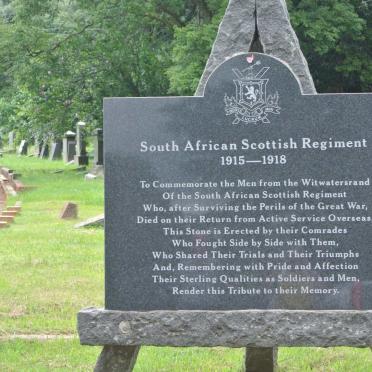 South African Scottish Regiment
1915—1918
To Commemorate the Men from the Witwatersrand
Of the South African Scottish Regiment
Who, after Surviving the Perils of the Great War,
Died on their Return from Active Service Overseas.
This Stone is Erected by their Comrades
Who Fought Side by Side with Them,
Who Shared Their Trials and Their Triumphs
And, Remembering with Pride and Affection
Their Sterling Qualities as Soldiers and Men,
Render this Tribute to their Memory.